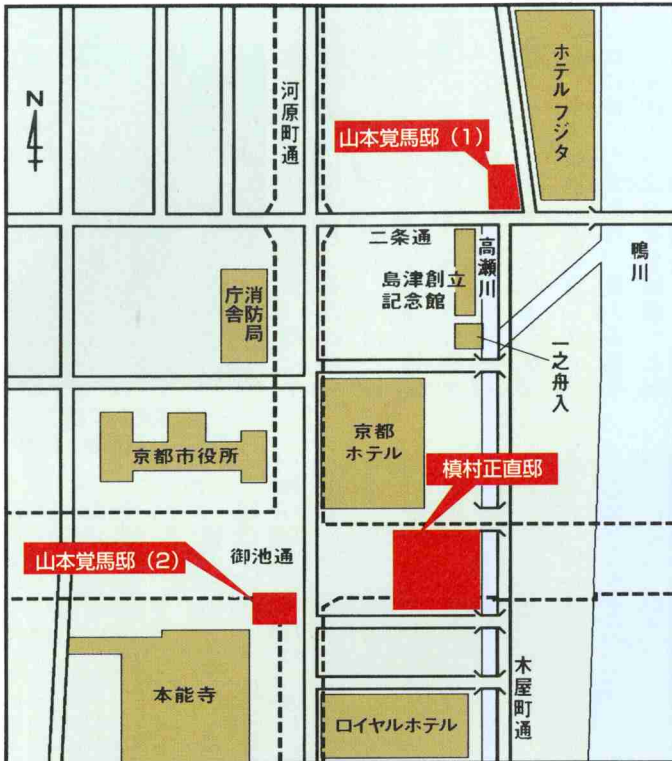 N
河原町通
ホテル フジタ
山本覚馬邸（1）
二条通
高瀬川
鴨川
島津創立
記念館
消防局
庁舎
一之舟入
京都
ホテル
京都市役所
槙村正直邸
御池通
山本覚馬邸（2）
本能寺
木屋町通
ロイヤルホテル